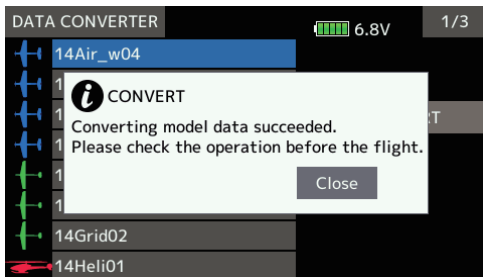 DATA CONVERTER
6.8V
1/3
14Air_w04
CONVERT
Converting model data succeeded.
Please check the operation before the flight.
Close
14Grid02
14Heli01